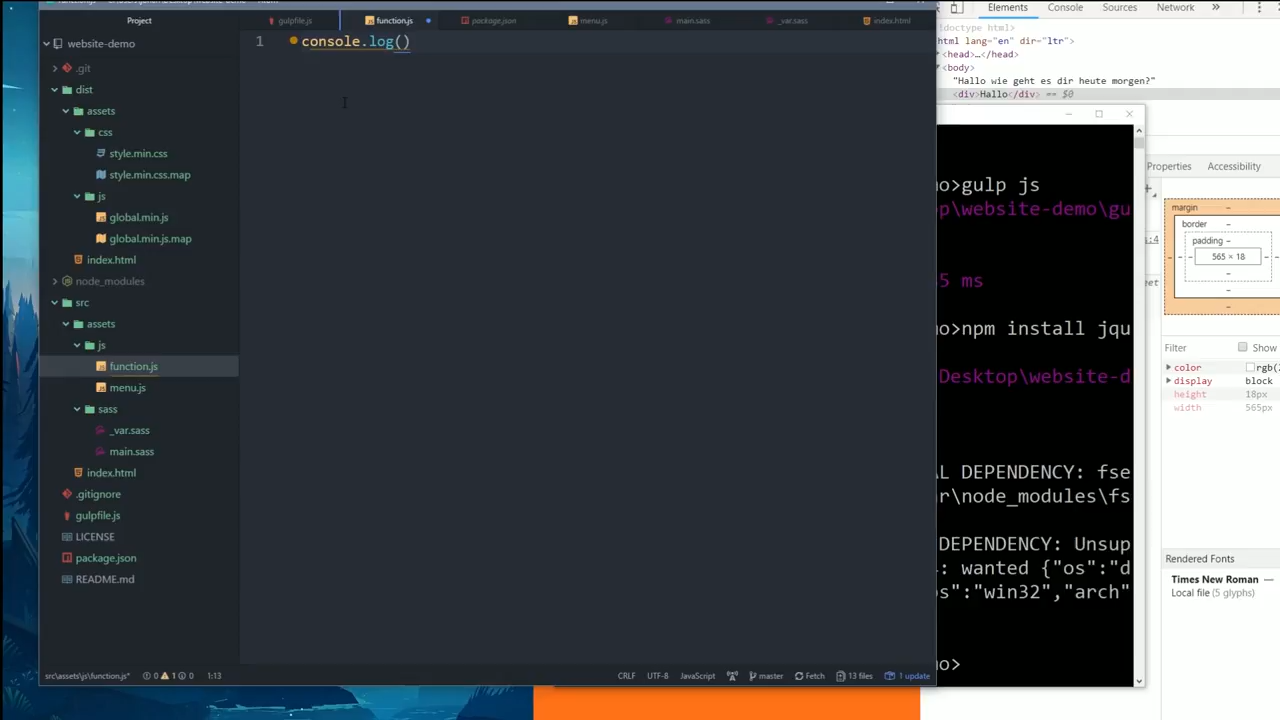 Project
gulpfile.js
function.js
package.json
menu.js
main.sass
_var.sass
index.html
website-demo
.git
dist
assets
css
style.min.css
style.min.css.map
js
global.min.js
global.min.js.map
index.html
node_modules
src
assets
js
function.js
menu.js
sass
_var.sass
main.sass
index.html
.gitignore
gulpfile.js
LICENSE
package.json
README.md
1
console.log()
src\assets\js\function.js* 0 1 0 1:13
CRLF UTF-8 JavaScript master Fetch 13 files 1 update
o>gulp js
p\website-demo\gu
5 ms
o>npm install jqu
Desktop\website-d
L DEPENDENCY: fse
r\node_modules\fs
DEPENDENCY: Unsup
: wanted {"os":"d
s":"win32","arch"
o>
Elements Console Sources Network »
!doctype html>
html lang="en" dir="ltr">
<head>…</head>
<body>
"Hallo wie geht es dir heute morgen?"
<div>Hallo</div> == $0
Properties Accessibility
margin –
border –
padding –
565 × 18
:4
eet
Filter Show
color rgb(
display block
height 18px
width 565px
Rendered Fonts
Times New Roman —
Local file (5 glyphs)